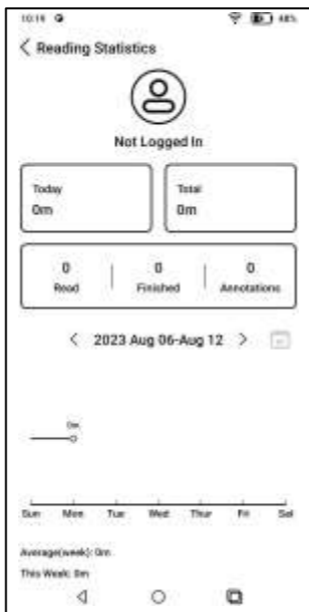 10:19 48%
Reading Statistics
Not Logged In
Today Total
0m 0m
0 0 0
Read Finished Annotations
2023 Aug 06-Aug 12
0m
Sun Mon Tue Wed Thur Fri Sat
Average(week): 0m
This Week: 0m